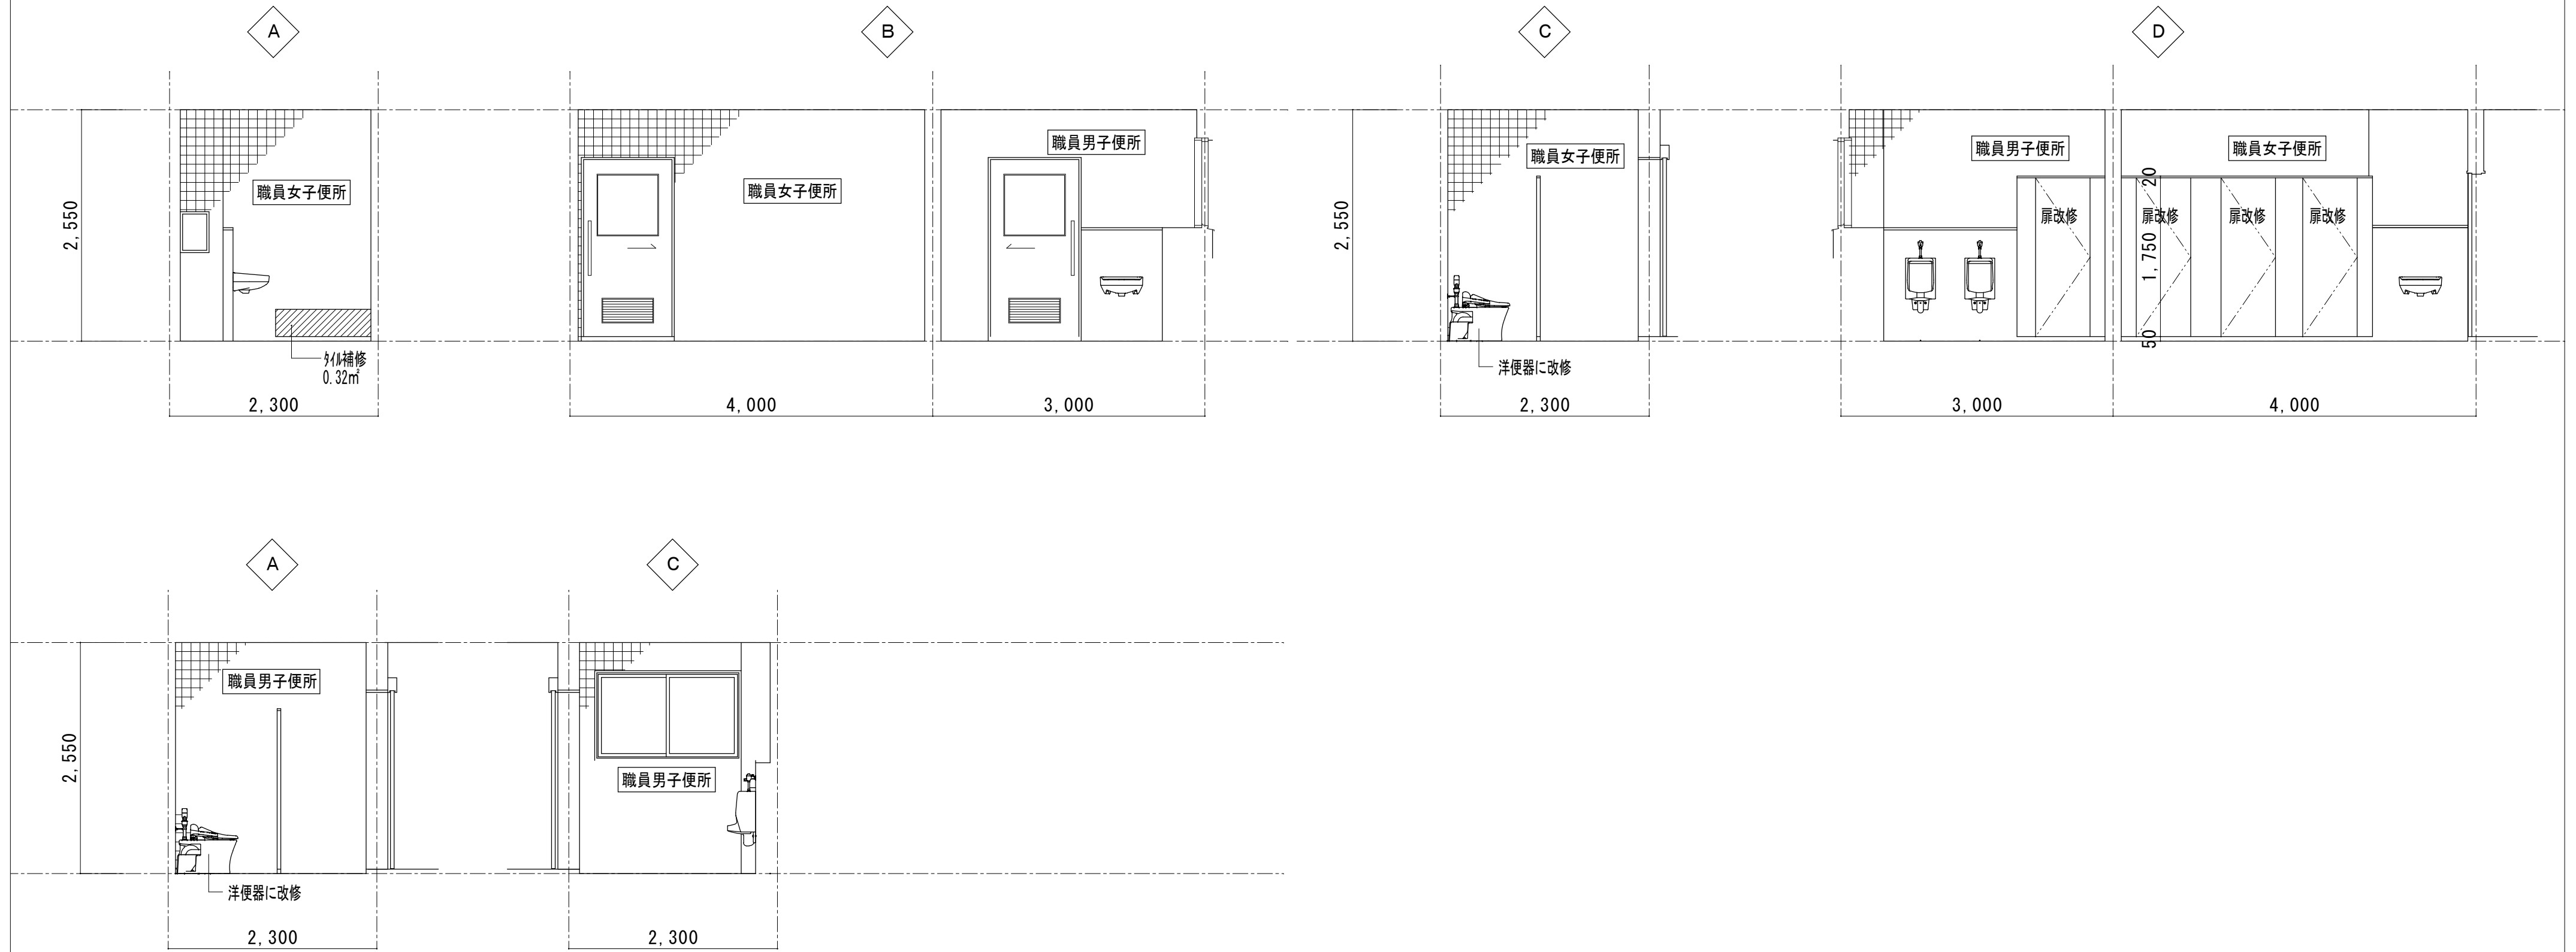 A
B
C
D
2,550
職員女子便所
タイル補修
0.32㎡
2,300
職員女子便所
職員男子便所
4,000
3,000
2,550
職員女子便所
洋便器に改修
2,300
職員男子便所
職員女子便所
扉改修
扉改修
扉改修
扉改修
20
1,750
50
3,000
4,000
A
C
2,550
職員男子便所
洋便器に改修
2,300
職員男子便所
2,300